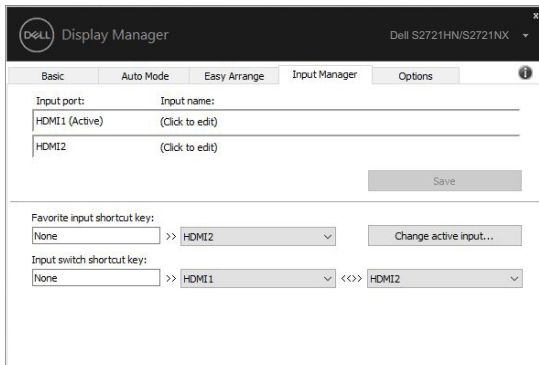 x
DELL Display Manager Dell S2721HN/S2721NX
Basic Auto Mode Easy Arrange Input Manager Options i
Input port: Input name:
HDMI1 (Active) (Click to edit)
HDMI2 (Click to edit)
Save
Favorite input shortcut key:
None >> HDMI2 Change active input...
Input switch shortcut key:
None >> HDMI1 <<>> HDMI2